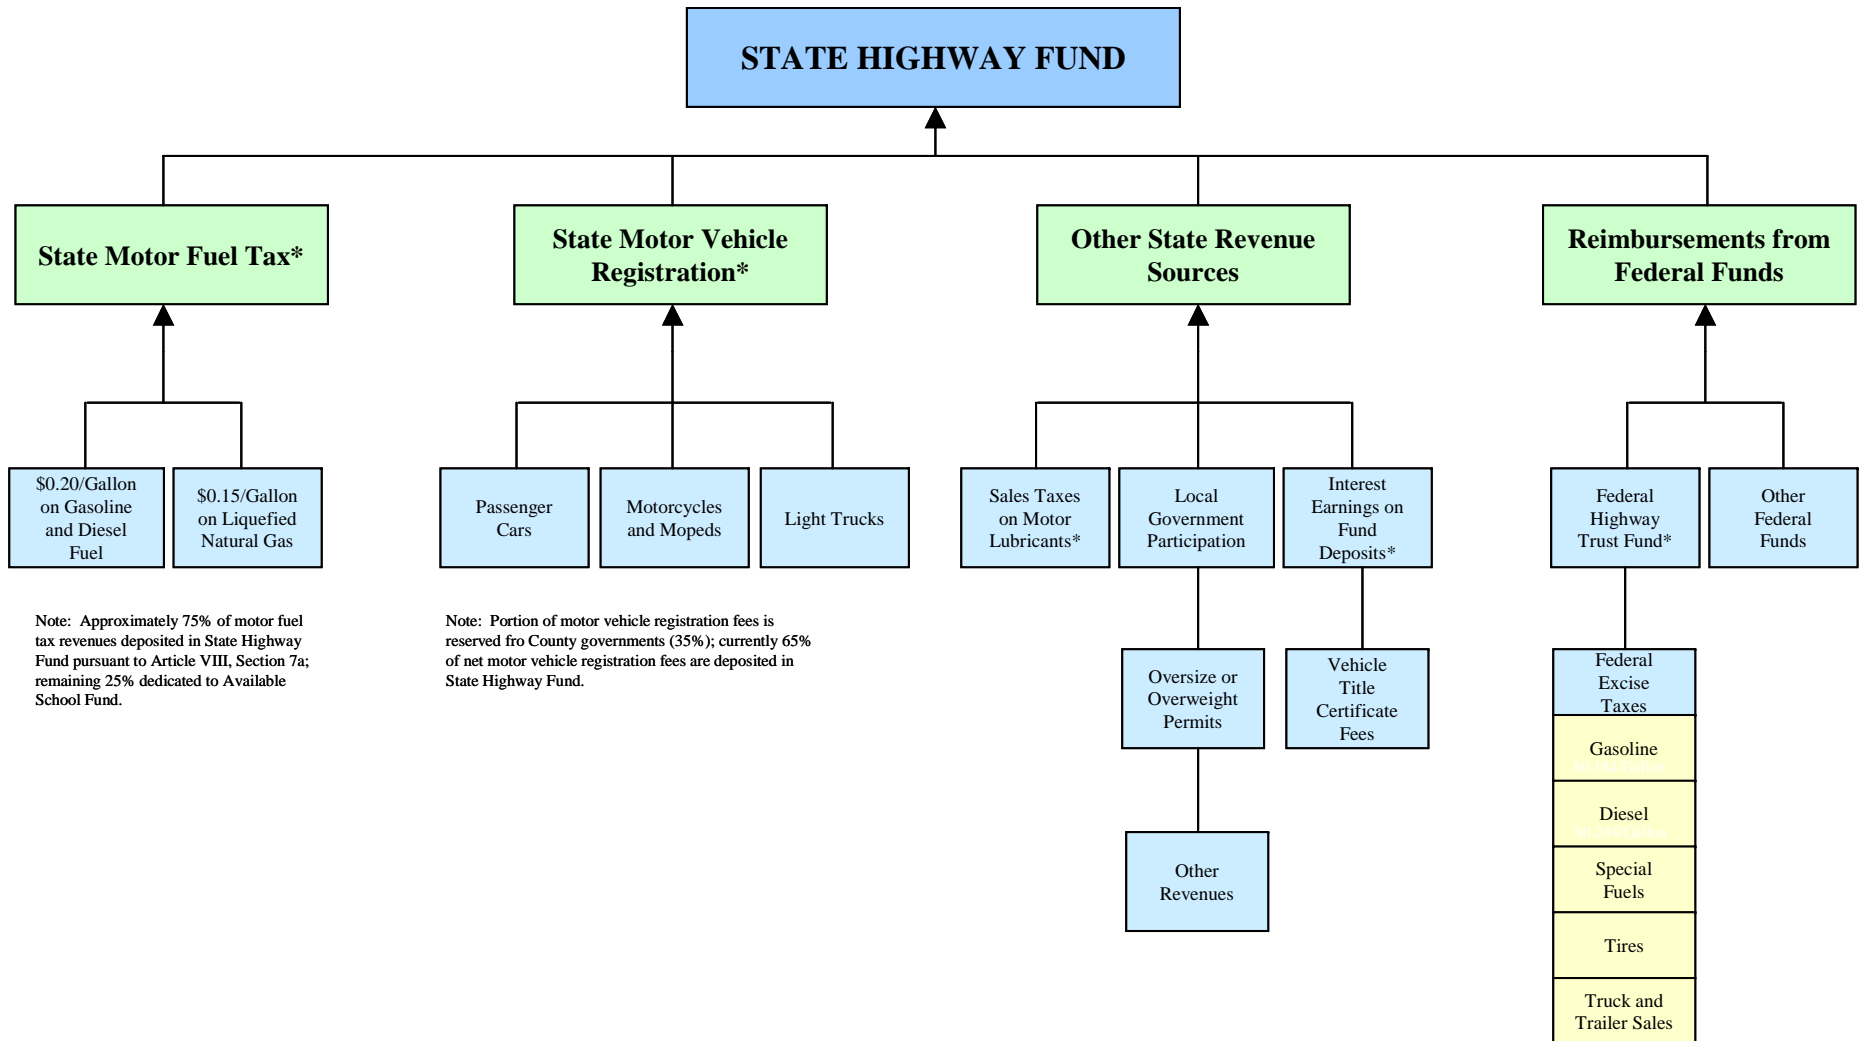 STATE HIGHWAY FUND
State Motor Fuel Tax*
State Motor Vehicle
Registration*
Other State Revenue
Sources
Reimbursements from
Federal Funds
$0.20/Gallon
on Gasoline
and Diesel
Fuel
$0.15/Gallon
on Liquefied
Natural Gas
Passenger
Cars
Motorcycles
and Mopeds
Light Trucks
Sales Taxes
on Motor
Lubricants*
Local
Government
Participation
Interest
Earnings on
Fund
Deposits*
Federal
Highway
Trust Fund*
Other
Federal
Funds
Note: Approximately 75% of motor fuel
tax revenues deposited in State Highway
Fund pursuant to Article VIII, Section 7a;
remaining 25% dedicated to Available
School Fund.
Note: Portion of motor vehicle registration fees is
reserved fro County governments (35%); currently 65%
of net motor vehicle registration fees are deposited in
State Highway Fund.
Oversize or
Overweight
Permits
Vehicle
Title
Certificate
Fees
Other
Revenues
Federal
Excise
Taxes
Gasoline
Diesel
Special
Fuels
Tires
Truck and
Trailer Sales